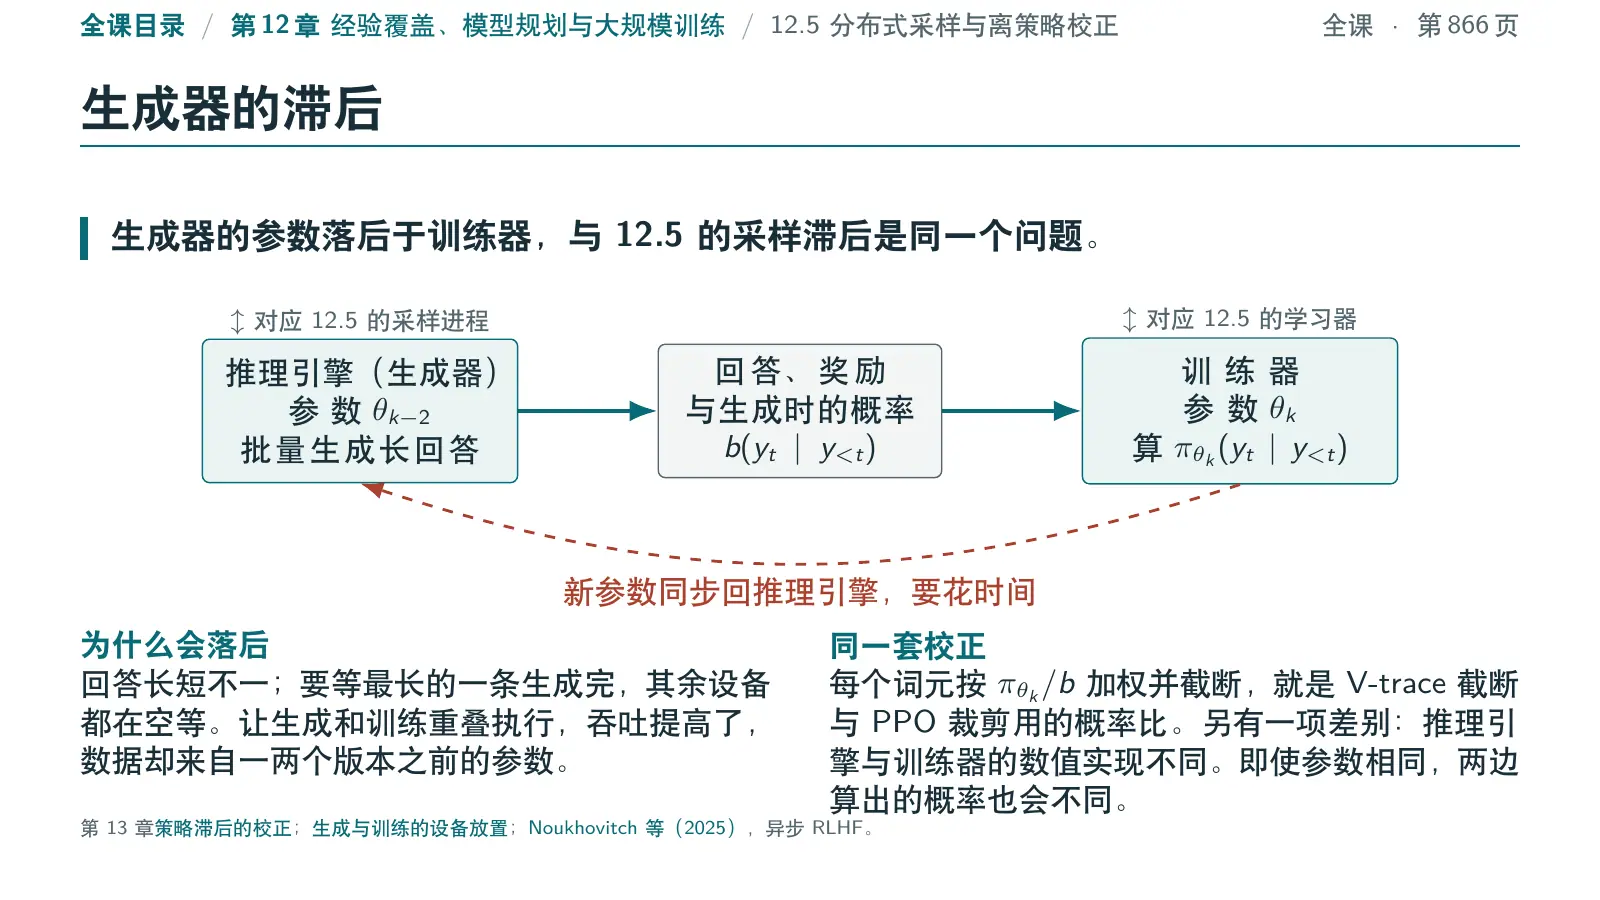 全课目录 / 第 12 章 经验覆盖、模型规划与大规模训练 / 12.5 分布式采样与离策略校正
全课 · 第 866 页
生成器的滞后
生成器的参数落后于训练器，与 12.5 的采样滞后是同一个问题。
↕ 对应 12.5 的采样进程
推理引擎（生成器）
参数 θₖ₋₂
批量生成长回答
回答、奖励
与生成时的概率
b(yₜ | y<ₜ)
↕ 对应 12.5 的学习器
训练器
参数 θₖ
算 π_θₖ(yₜ | y<ₜ)
新参数同步回推理引擎，要花时间
为什么会落后
回答长短不一；要等最长的一条生成完，其余设备
都在空等。让生成和训练重叠执行，吞吐提高了，
数据却来自一两个版本之前的参数。
同一套校正
每个词元按 π_θₖ/b 加权并截断，就是 V-trace 截断
与 PPO 裁剪用的概率比。另有一项差别：推理引
擎与训练器的数值实现不同。即使参数相同，两边
算出的概率也会不同。
第 13 章策略滞后的校正；生成与训练的设备放置；Noukhovitch 等（2025），异步 RLHF。